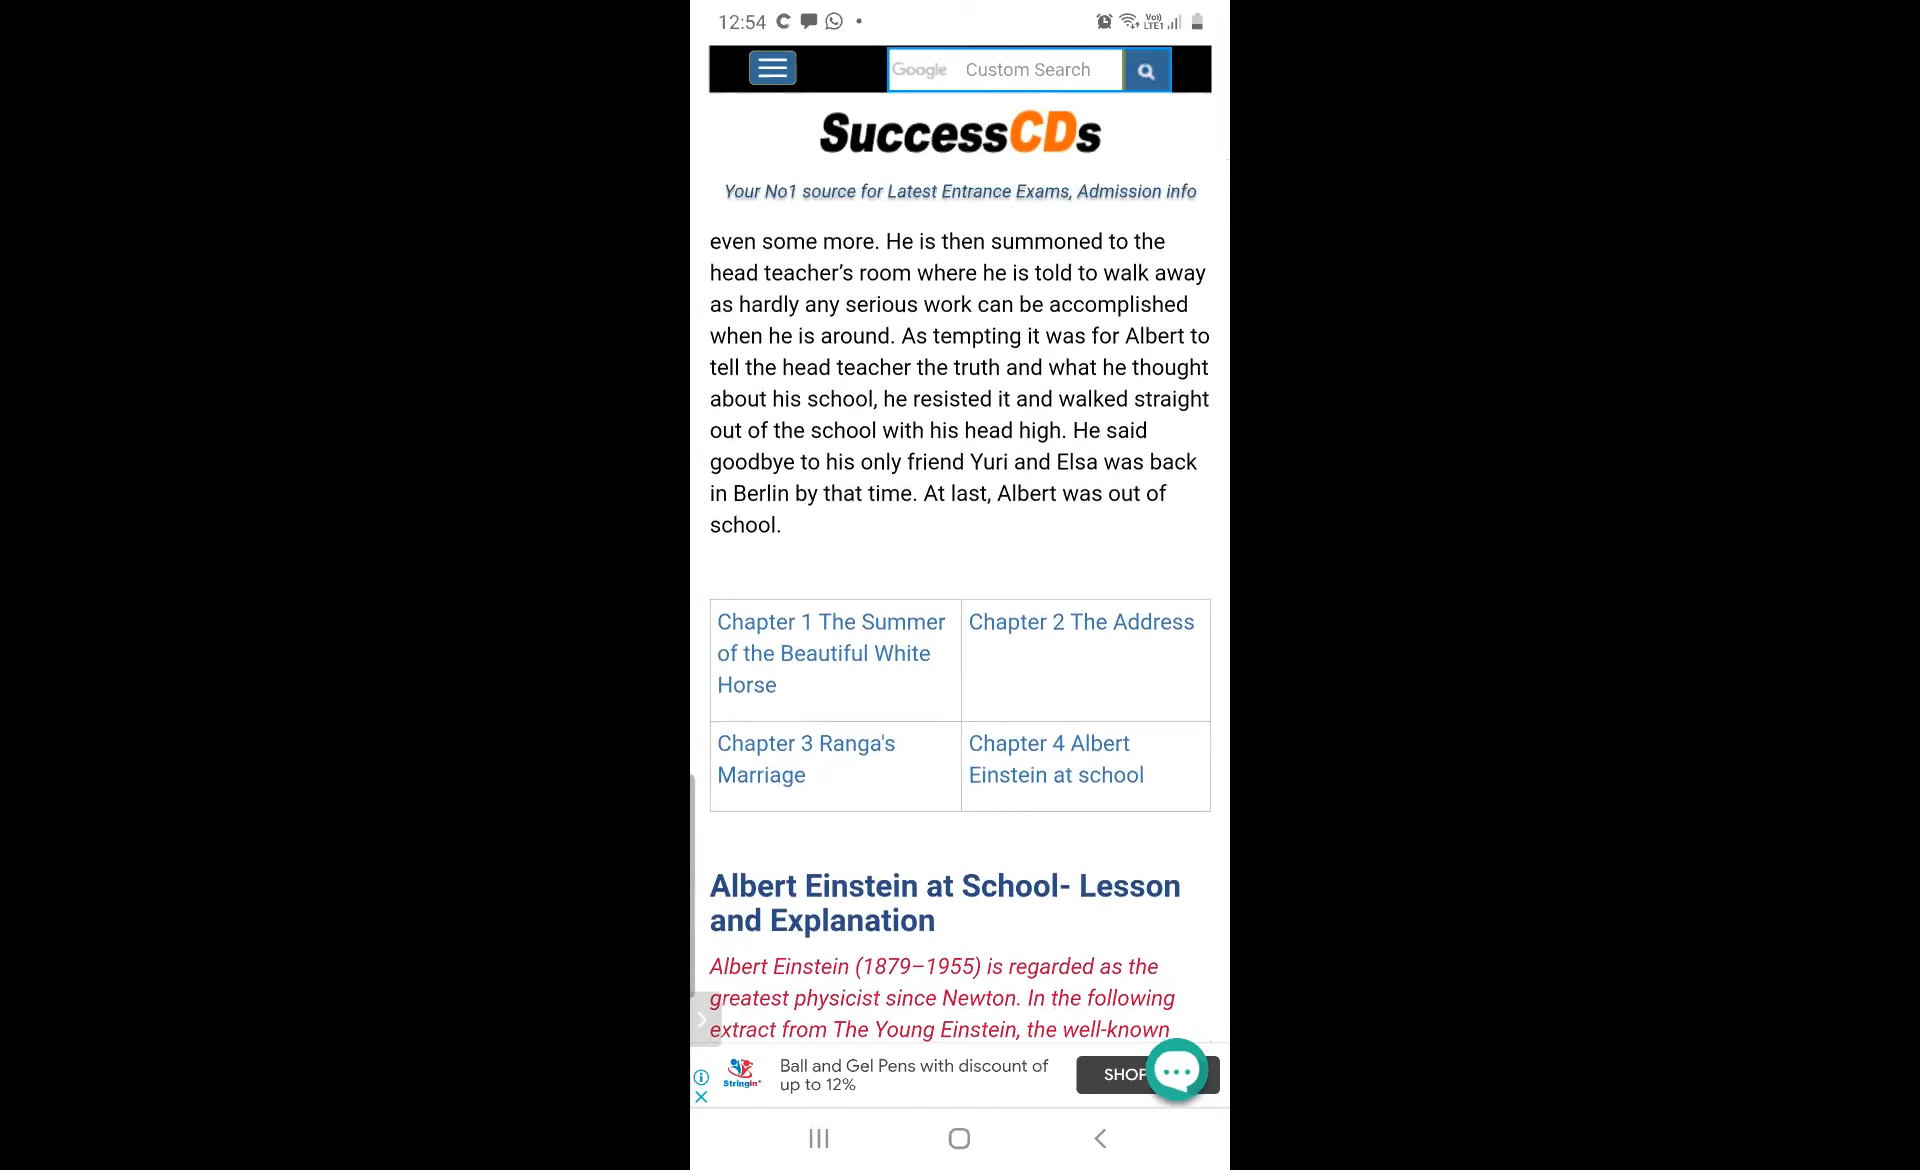 12:54
Vo)) LTE1
Google Custom Search
SuccessCDs
Your No1 source for Latest Entrance Exams, Admission info
even some more. He is then summoned to the
head teacher’s room where he is told to walk away
as hardly any serious work can be accomplished
when he is around. As tempting it was for Albert to
tell the head teacher the truth and what he thought
about his school, he resisted it and walked straight
out of the school with his head high. He said
goodbye to his only friend Yuri and Elsa was back
in Berlin by that time. At last, Albert was out of
school.
Chapter 1 The Summer
of the Beautiful White
Horse
Chapter 2 The Address
Chapter 3 Ranga's
Marriage
Chapter 4 Albert
Einstein at school
Albert Einstein at School- Lesson
and Explanation
Albert Einstein (1879–1955) is regarded as the
greatest physicist since Newton. In the following
extract from The Young Einstein, the well-known
Stringin
Ball and Gel Pens with discount of
up to 12%
SHOP